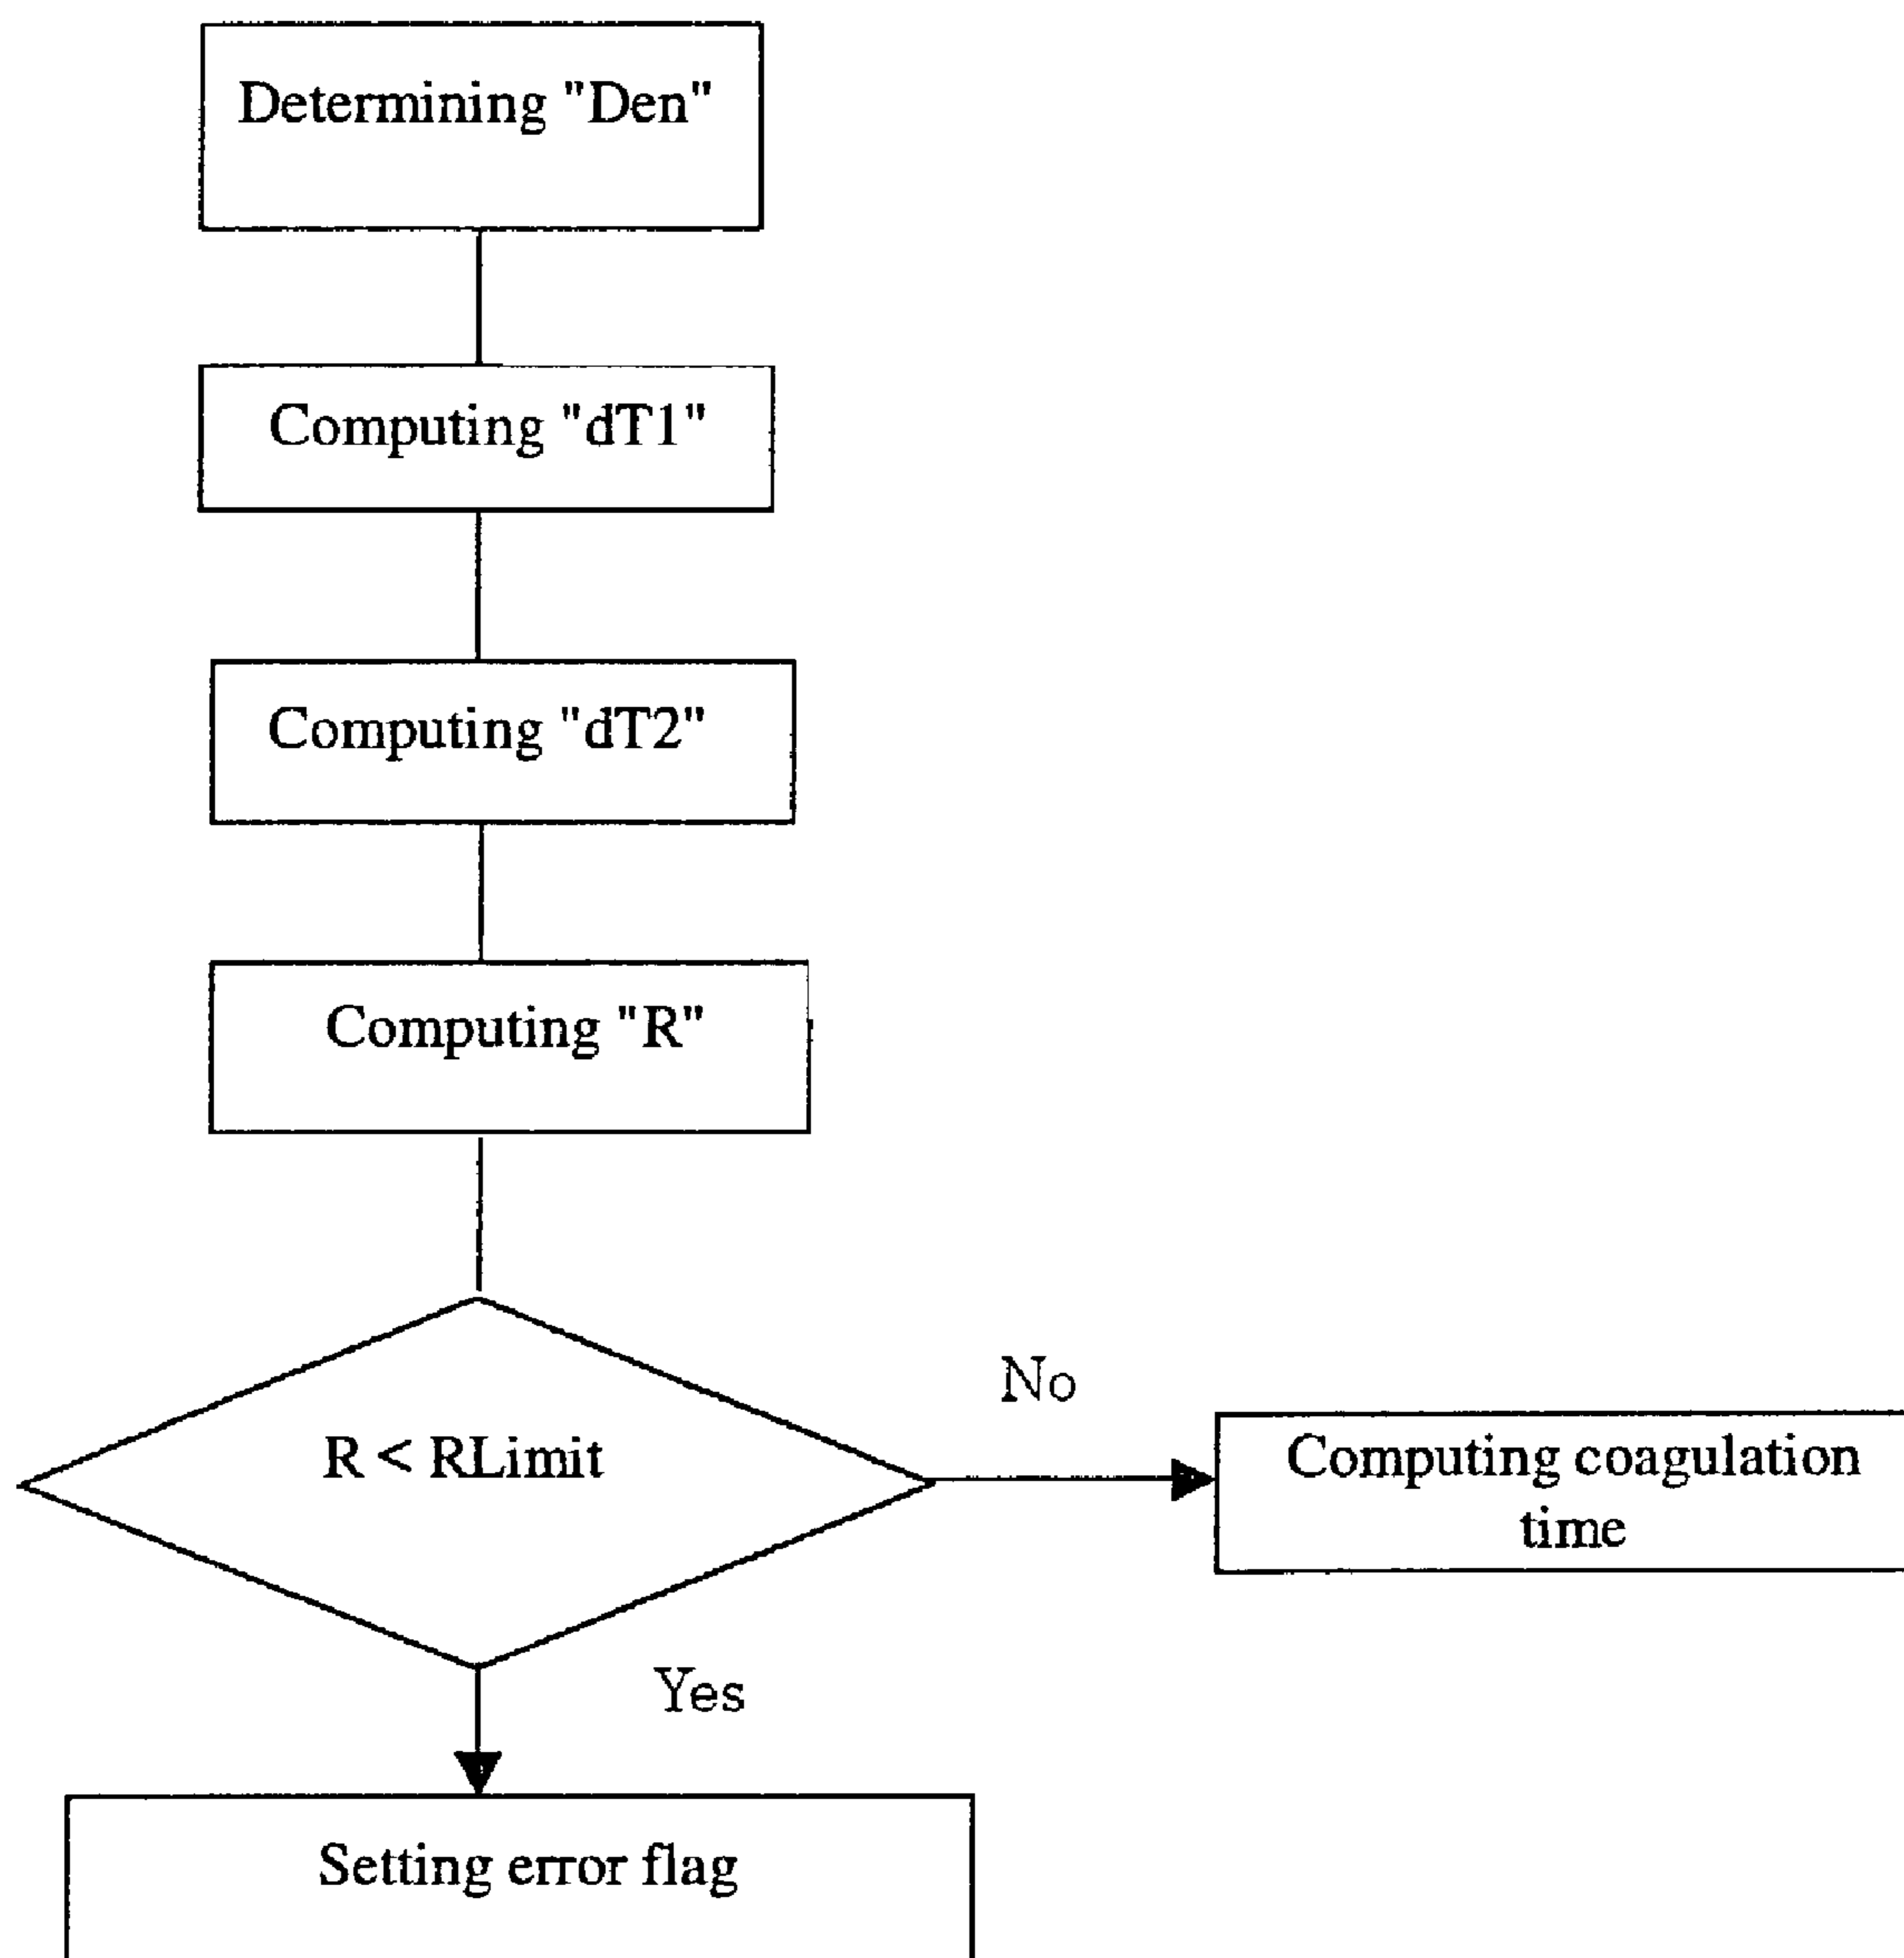 Determining "Den"
Computing "dT1"
Computing "dT2"
Computing "R"
R < RLimit
No
Computing coagulation
time
Yes
Setting error flag